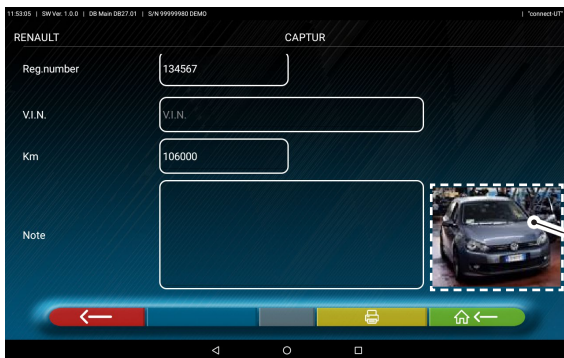 11:53:05 | SW Ver. 1.0.0 | DB Main DB27.01 | S/N 99999980 DEMO | "connect-UT"
RENAULT CAPTUR
Reg.number 134567
V.I.N. V.I.N.
Km 106000
Note